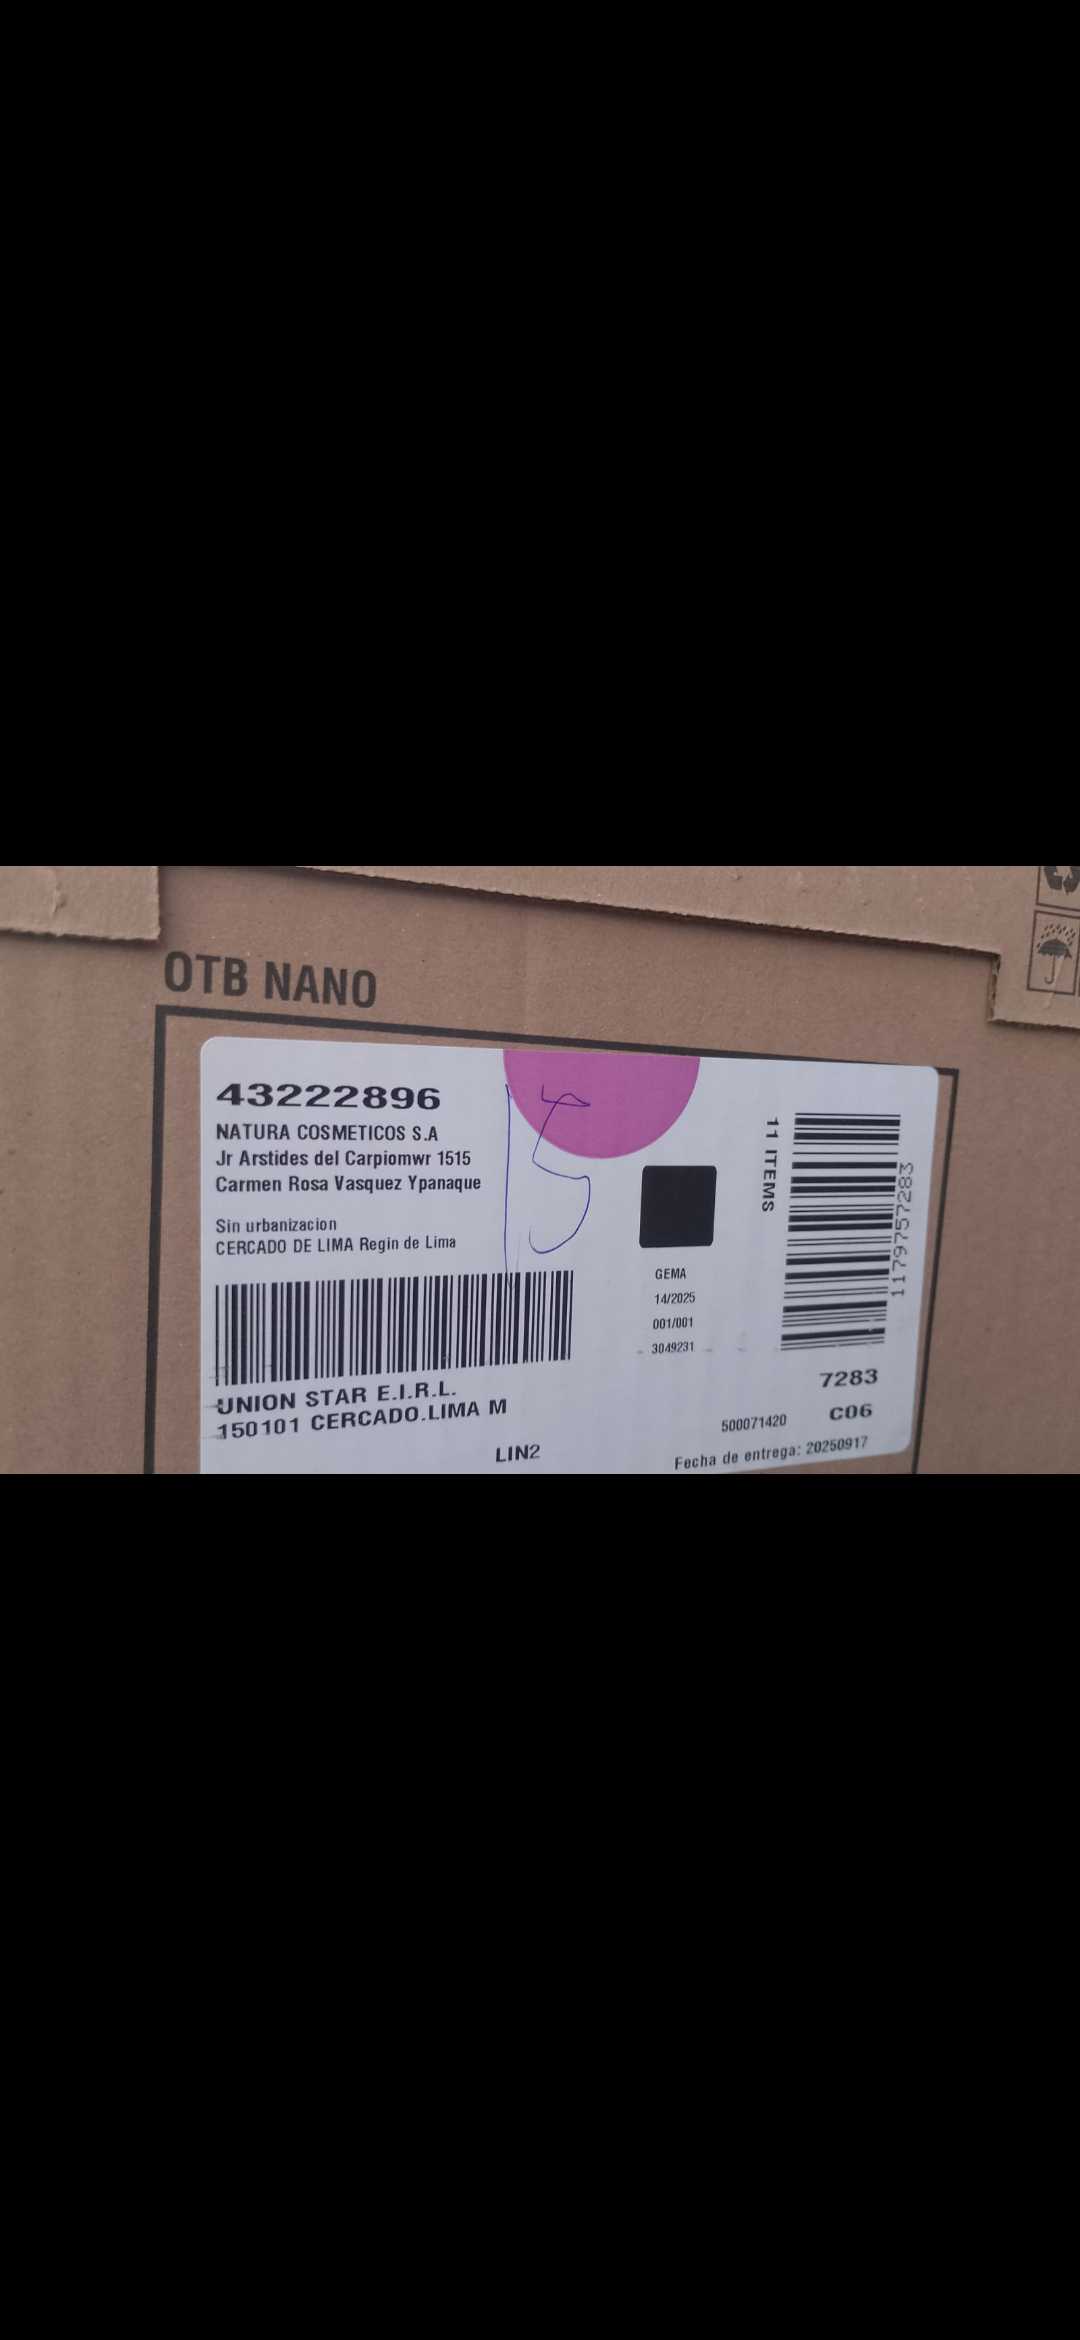 OTB NANO
43222896
NATURA COSMETICOS S.A
Jr Arstides del Carpiomwr 1515
Carmen Rosa Vasquez Ypanaque
Sin urbanizacion
CERCADO DE LIMA Regin de Lima
15
11 ITEMS
1179757283
GEMA
14/2025
001/001
3049231
UNION STAR E.I.R.L.
150101 CERCADO.LIMA M
LIN2
7283
500071420 C06
Fecha de entrega: 20250917